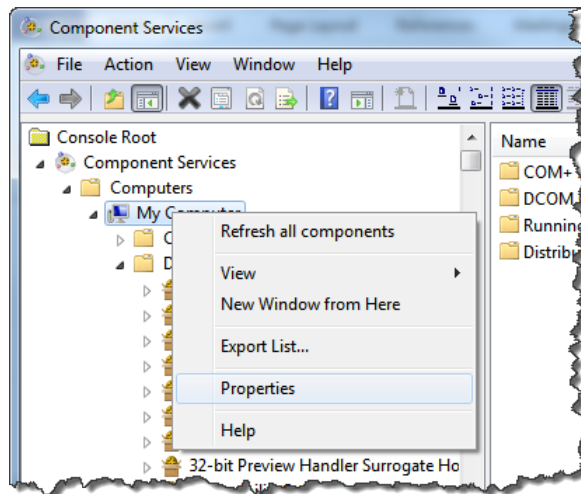 Component Services
File Action View Window Help
Console Root
Component Services
Computers
My Computer
C
D
32-bit Preview Handler Surrogate Ho
Refresh all components
View
New Window from Here
Export List...
Properties
Help
Name
COM+
DCOM
Running
Distrib